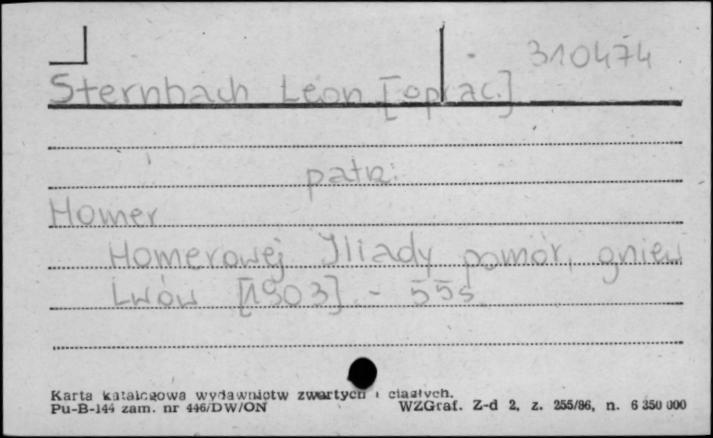 310474
Sternbach Leon [oprac.]
patrz:
Homer
Homerowej Iliady pomór, gniew
Lwów [1903] - 55 s.
Karta katalogowa wydawnictw zwartych i ciągłych.
Pu-B-144 zam. nr 446/DW/ON WZGraf. Z-d 2, z. 255/86, n. 6 350 000